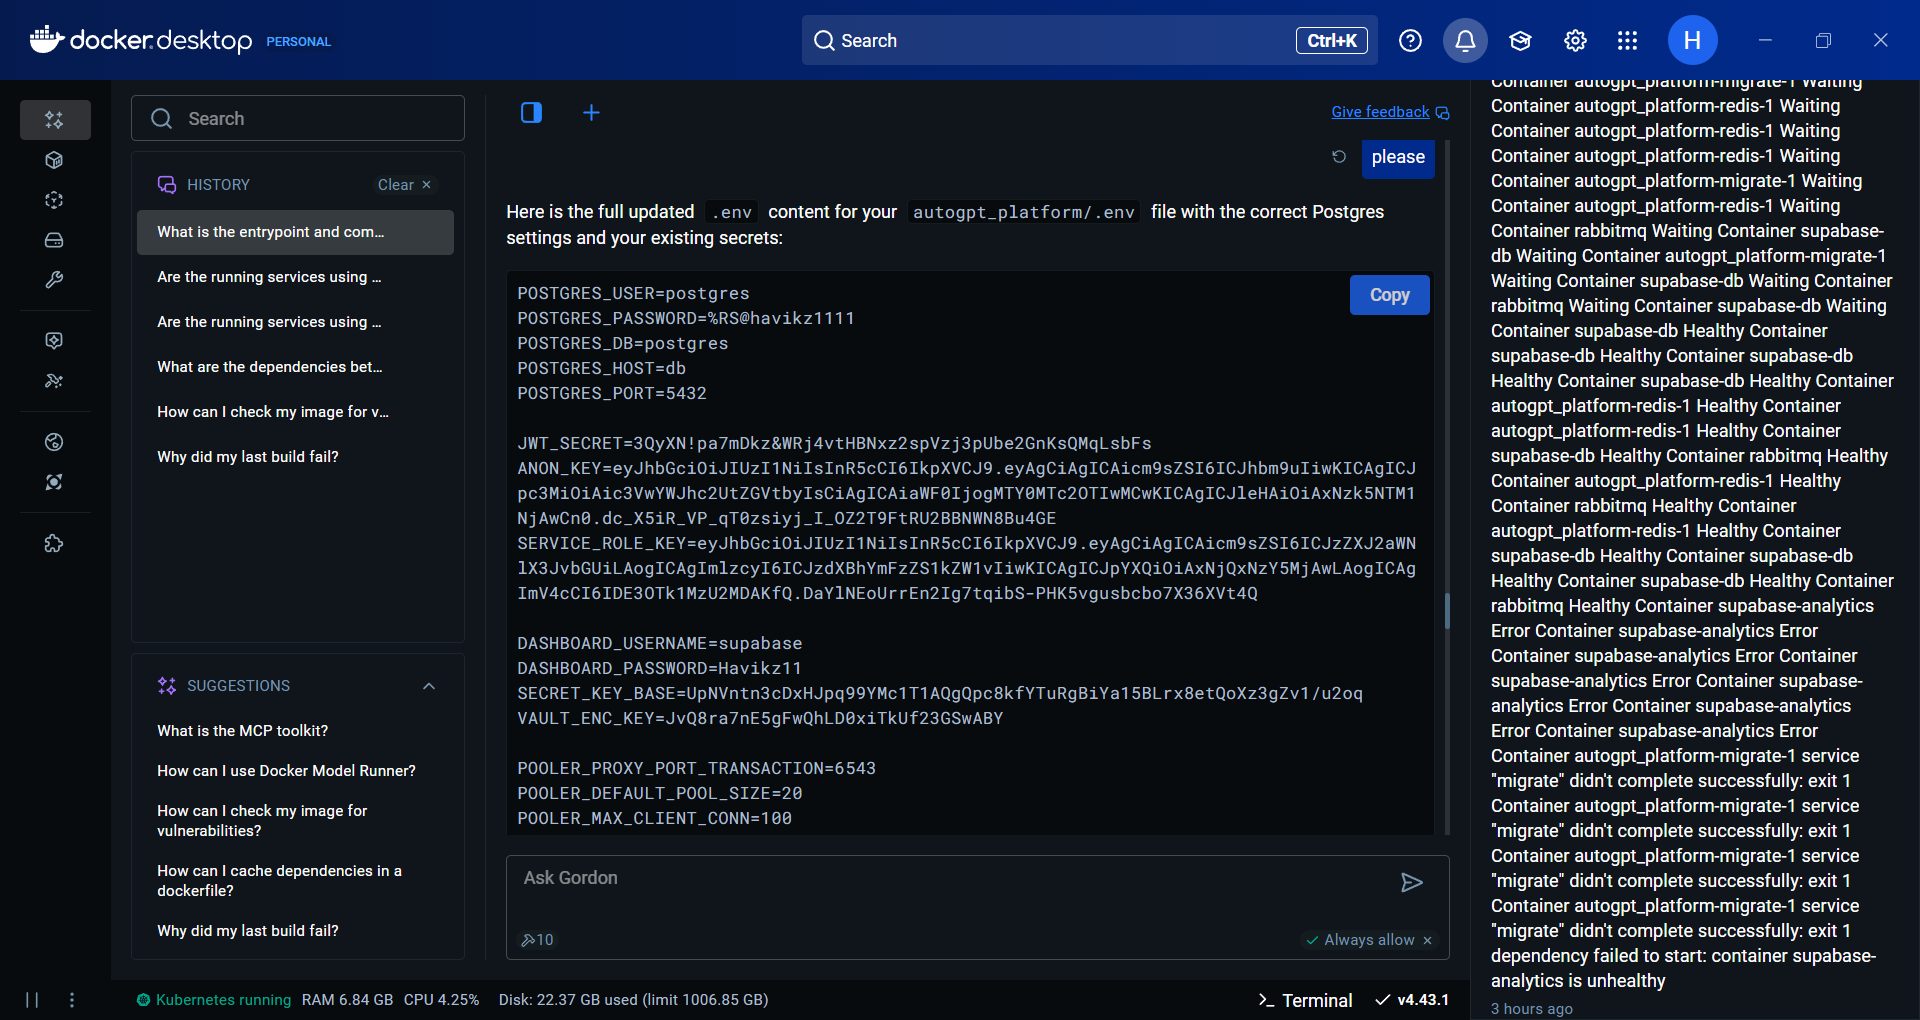 docker.desktop PERSONAL
Search
Ctrl+K
H
Search
HISTORY
Clear ×
What is the entrypoint and com...
Are the running services using ...
Are the running services using ...
What are the dependencies bet...
How can I check my image for v...
Why did my last build fail?
SUGGESTIONS
What is the MCP toolkit?
How can I use Docker Model Runner?
How can I check my image for
vulnerabilities?
How can I cache dependencies in a
dockerfile?
Why did my last build fail?
Give feedback
please
Here is the full updated .env content for your autogpt_platform/.env file with the correct Postgres
settings and your existing secrets:
Copy
POSTGRES_USER=postgres
POSTGRES_PASSWORD=%RS@havikz1111
POSTGRES_DB=postgres
POSTGRES_HOST=db
POSTGRES_PORT=5432
JWT_SECRET=3QyXN!pa7mDkz&WRj4vtHBNxz2spVzj3pUbe2GnKsQMqLsbFs
ANON_KEY=eyJhbGciOiJIUzI1NiIsInR5cCI6IkpXVCJ9.eyAgCiAgICAicm9sZSI6ICJhbm9uIiwKICAgICJ
pc3MiOiAic3VwYWJhc2UtZGVtbyIsCiAgICAiaWF0IjogMTY0MTc2OTIwMCwKICAgICJleHAiOiAxNzk5NTM1
NjAwCn0.dc_X5iR_VP_qT0zsiyj_I_OZ2T9FtRU2BBNWN8Bu4GE
SERVICE_ROLE_KEY=eyJhbGciOiJIUzI1NiIsInR5cCI6IkpXVCJ9.eyAgCiAgICAicm9sZSI6ICJzZXJ2aWN
lX3JvbGUiLAogICAgImlzcyI6ICJzdXBhYmFzZS1kZW1vIiwKICAgICJpYXQiOiAxNjQxNzY5MjAwLAogICAg
ImV4cCI6IDE3OTk1MzU2MDAKfQ.DaYlNEoUrrEn2Ig7tqibS-PHK5vgusbcbo7X36XVt4Q
DASHBOARD_USERNAME=supabase
DASHBOARD_PASSWORD=Havikz11
SECRET_KEY_BASE=UpNVntn3cDxHJpq99YMc1T1AQgQpc8kfYTuRgBiYa15BLrx8etQoXz3gZv1/u2oq
VAULT_ENC_KEY=JvQ8ra7nE5gFwQhLD0xiTkUf23GSwABY
POOLER_PROXY_PORT_TRANSACTION=6543
POOLER_DEFAULT_POOL_SIZE=20
POOLER_MAX_CLIENT_CONN=100
Ask Gordon
10
Always allow ×
Container autogpt_platform-migrate-1 Waiting
Container autogpt_platform-redis-1 Waiting
Container autogpt_platform-redis-1 Waiting
Container autogpt_platform-redis-1 Waiting
Container autogpt_platform-migrate-1 Waiting
Container autogpt_platform-redis-1 Waiting
Container rabbitmq Waiting Container supabase-
db Waiting Container autogpt_platform-migrate-1
Waiting Container supabase-db Waiting Container
rabbitmq Waiting Container supabase-db Waiting
Container supabase-db Healthy Container
supabase-db Healthy Container supabase-db
Healthy Container supabase-db Healthy Container
autogpt_platform-redis-1 Healthy Container
autogpt_platform-redis-1 Healthy Container
supabase-db Healthy Container rabbitmq Healthy
Container autogpt_platform-redis-1 Healthy
Container rabbitmq Healthy Container
autogpt_platform-redis-1 Healthy Container
supabase-db Healthy Container supabase-db
Healthy Container supabase-db Healthy Container
rabbitmq Healthy Container supabase-analytics
Error Container supabase-analytics Error
Container supabase-analytics Error Container
supabase-analytics Error Container supabase-
analytics Error Container supabase-analytics
Error Container supabase-analytics Error
Container autogpt_platform-migrate-1 service
"migrate" didn't complete successfully: exit 1
Container autogpt_platform-migrate-1 service
"migrate" didn't complete successfully: exit 1
Container autogpt_platform-migrate-1 service
"migrate" didn't complete successfully: exit 1
Container autogpt_platform-migrate-1 service
"migrate" didn't complete successfully: exit 1
dependency failed to start: container supabase-
analytics is unhealthy
3 hours ago
Kubernetes running RAM 6.84 GB CPU 4.25% Disk: 22.37 GB used (limit 1006.85 GB)
Terminal
v4.43.1